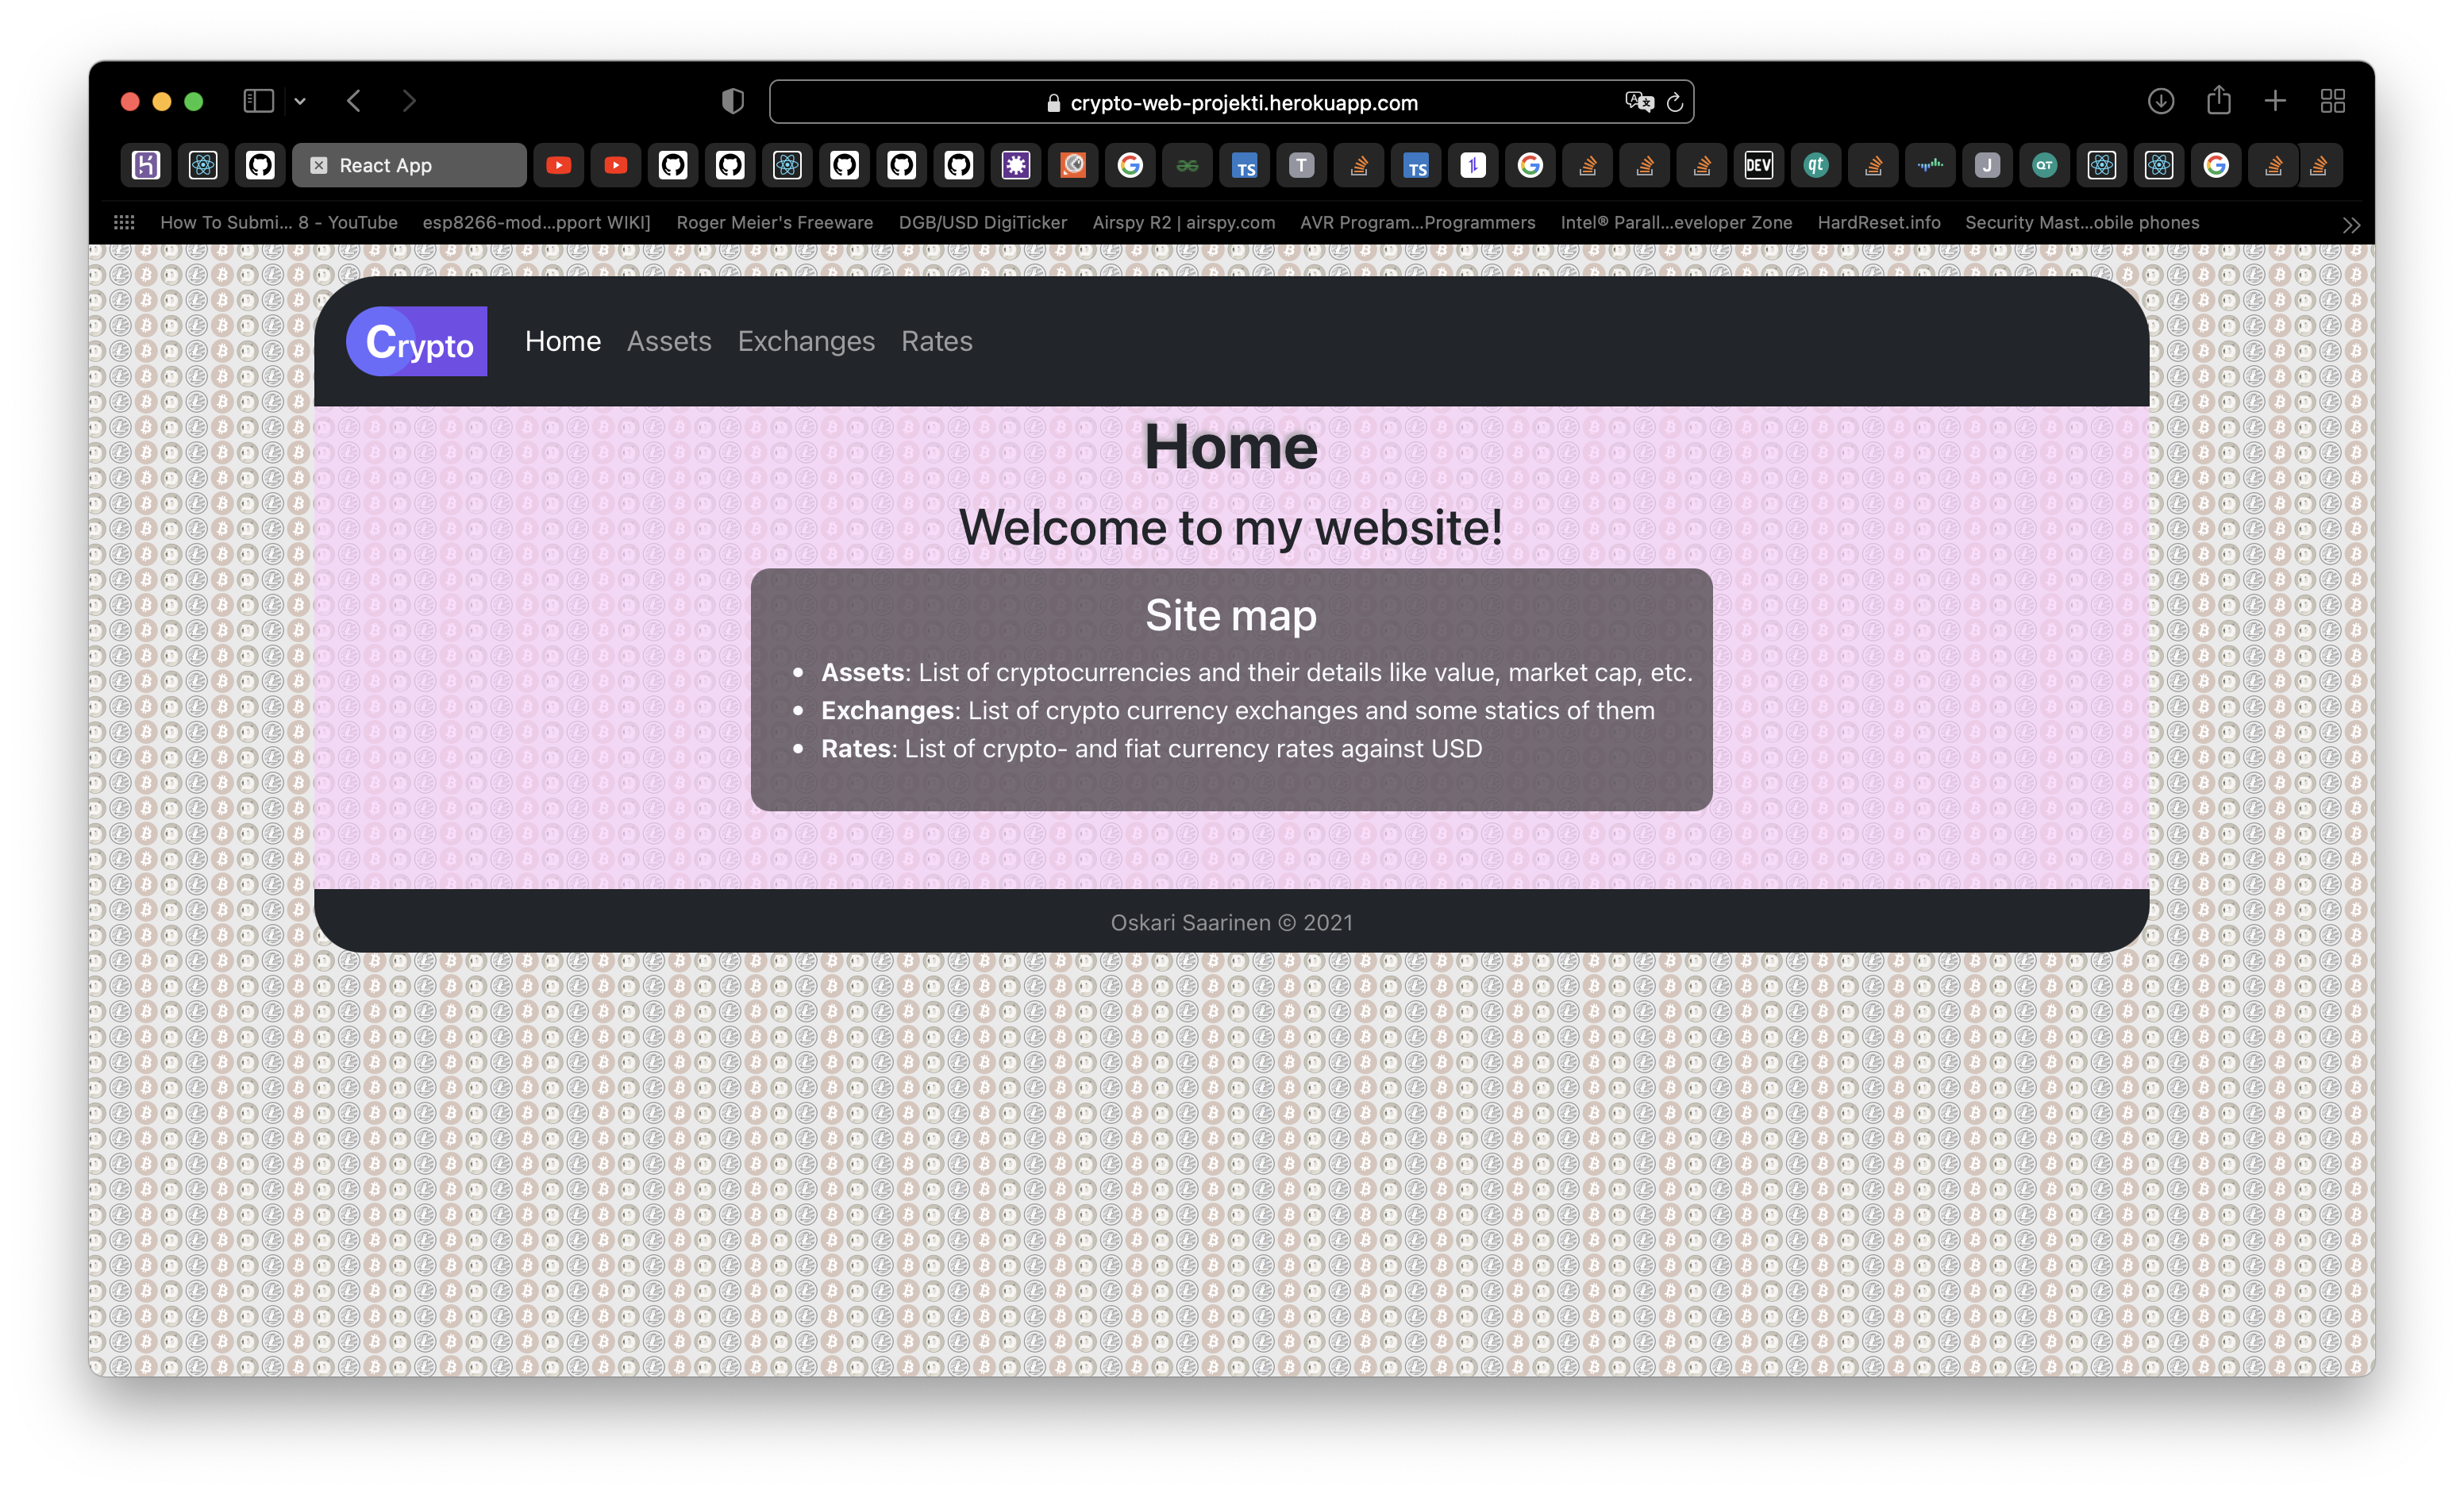 crypto-web-projekti.herokuapp.com
React App
TS
T
TS
DEV
qt
J
QT
How To Submi... 8 - YouTube
esp8266-mod...pport WIKI]
Roger Meier's Freeware
DGB/USD DigiTicker
Airspy R2 | airspy.com
AVR Program...Programmers
Intel® Parall...eveloper Zone
HardReset.info
Security Mast...obile phones
Crypto
Home
Assets
Exchanges
Rates
Home
Welcome to my website!
Site map
Assets: List of cryptocurrencies and their details like value, market cap, etc.
Exchanges: List of crypto currency exchanges and some statics of them
Rates: List of crypto- and fiat currency rates against USD
Oskari Saarinen © 2021